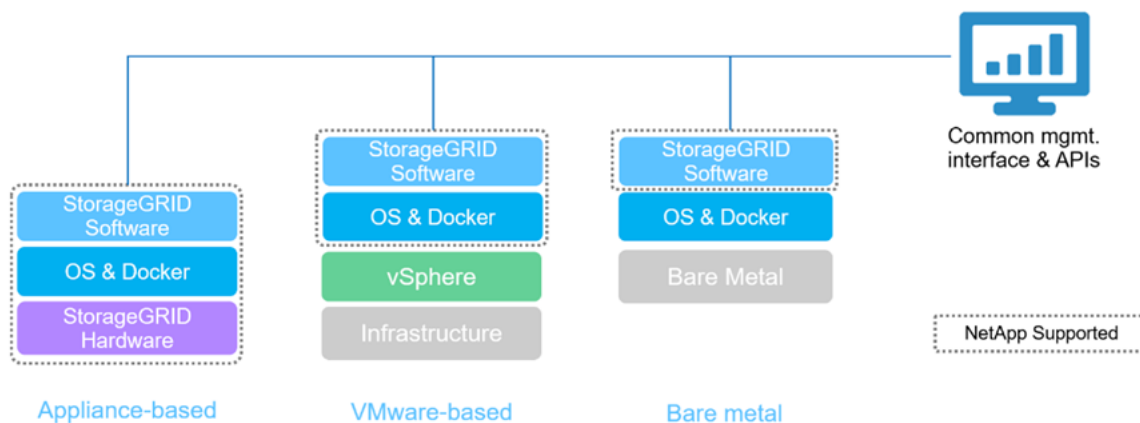 Common mgmt.
interface & APIs
StorageGRID
Software
OS & Docker
StorageGRID
Hardware
Appliance-based
StorageGRID
Software
OS & Docker
vSphere
Infrastructure
VMware-based
StorageGRID
Software
OS & Docker
Bare Metal
Bare metal
NetApp Supported